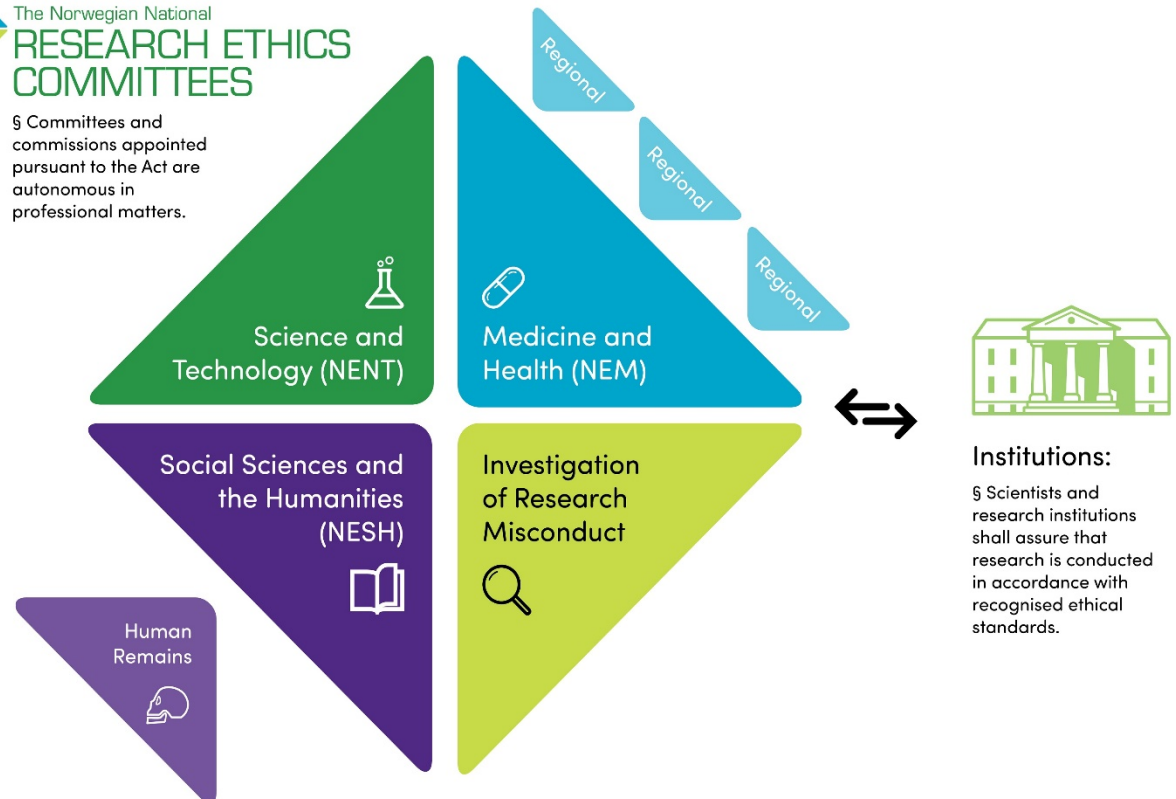 The Norwegian National
RESEARCH ETHICS
COMMITTEES
§ Committees and
commissions appointed
pursuant to the Act are
autonomous in
professional matters.
Regional
Regional
Regional
Science and
Technology (NENT)
Medicine and
Health (NEM)
Social Sciences and
the Humanities
(NESH)
Investigation
of Research
Misconduct
Human
Remains
Institutions:
§ Scientists and
research institutions
shall assure that
research is conducted
in accordance with
recognised ethical
standards.